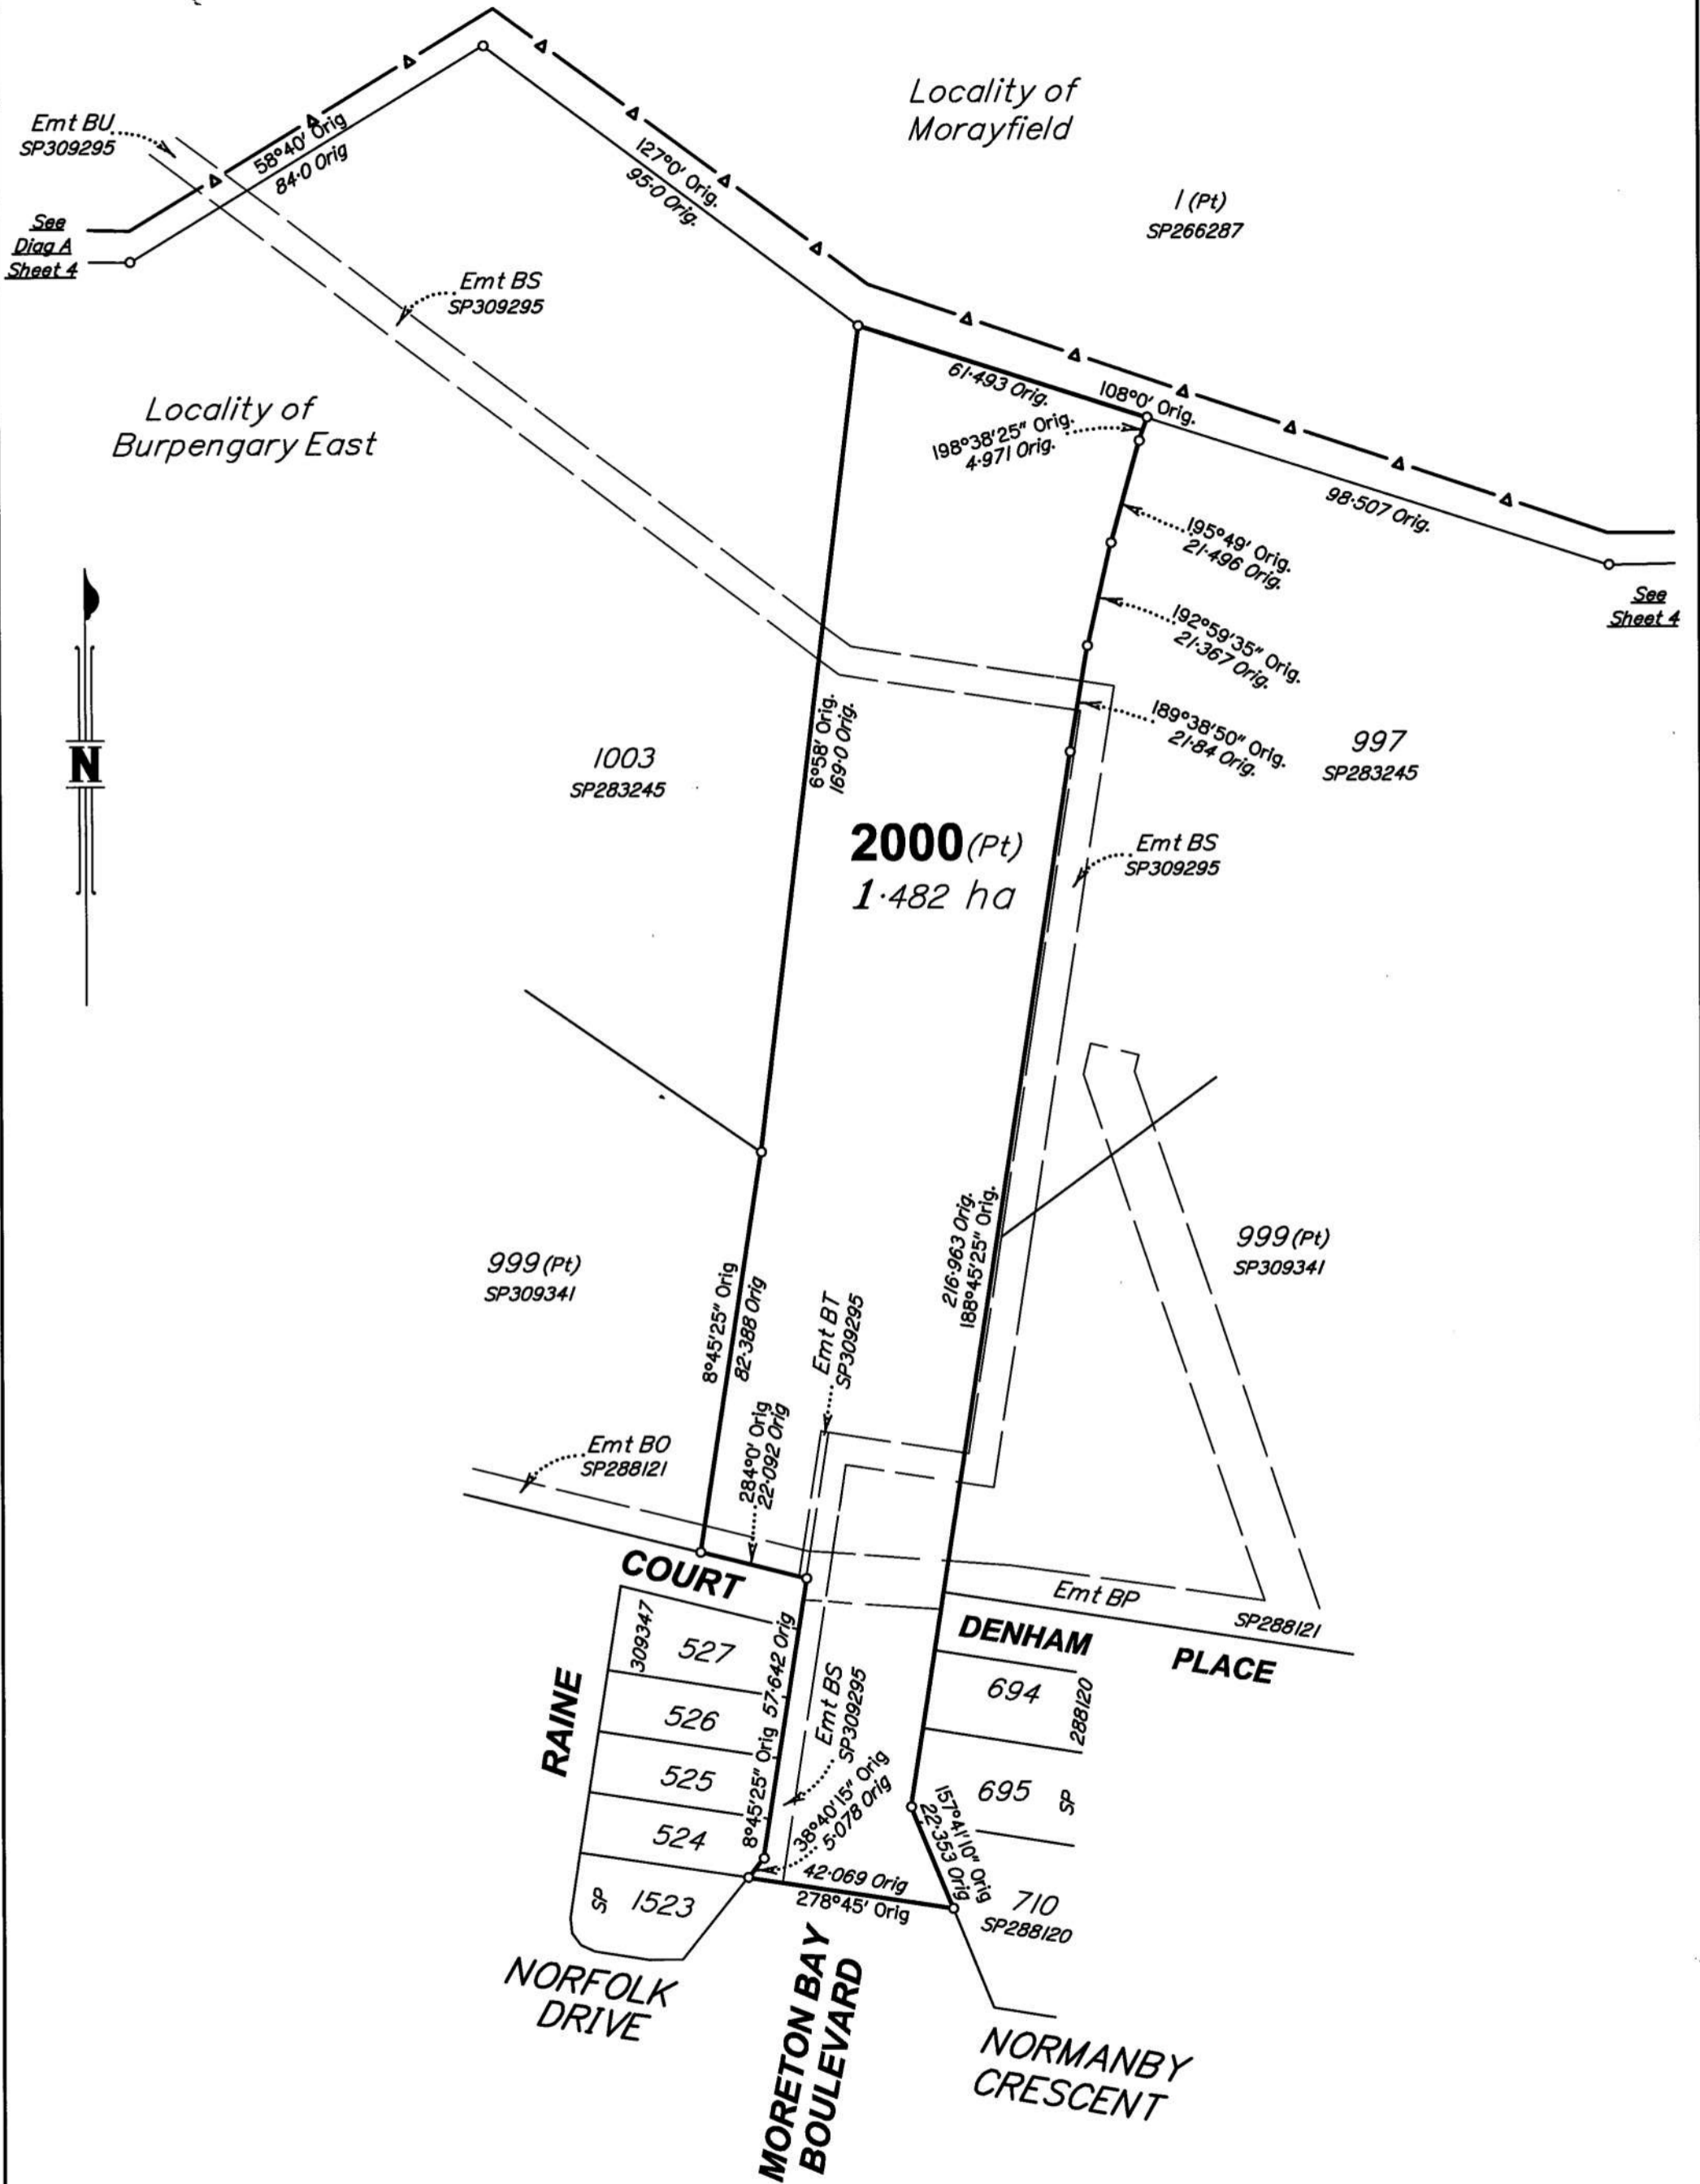 Locality of
Morayfield
Emt BU
SP309295
58°40' Orig
84·0 Orig
127°0' Orig.
95·0 Orig.
1 (Pt)
SP266287
See
Diag A
Sheet 4
Emt BS
SP309295
61·493 Orig.
108°0' Orig.
Locality of
Burpengary East
198°38'25" Orig.
4·971 Orig.
98·507 Orig.
195°49' Orig.
21·496 Orig.
See
Sheet 4
192°59'35" Orig.
21·367 Orig.
189°38'50" Orig.
21·84 Orig.
6°58' Orig.
169·0 Orig.
N
1003
SP283245
997
SP283245
2000 (Pt)
1·482 ha
Emt BS
SP309295
216·963 Orig.
188°45'25" Orig.
999 (Pt)
SP309341
999 (Pt)
SP309341
8°45'25" Orig
82·388 Orig
Emt BT
SP309295
284°0' Orig
22·092 Orig
Emt BO
SP288121
COURT
Emt BP
SP288121
DENHAM
PLACE
309347
527
694
288120
RAINE
526
8°45'25" Orig 57·642 Orig
Emt BS
SP309295
525
695
SP
524
38°40'15" Orig
5·078 Orig
157°41'10" Orig
22·353 Orig
42·069 Orig
278°45' Orig
SP
1523
710
SP288120
NORFOLK
DRIVE
MORETON BAY
BOULEVARD
NORMANBY
CRESCENT